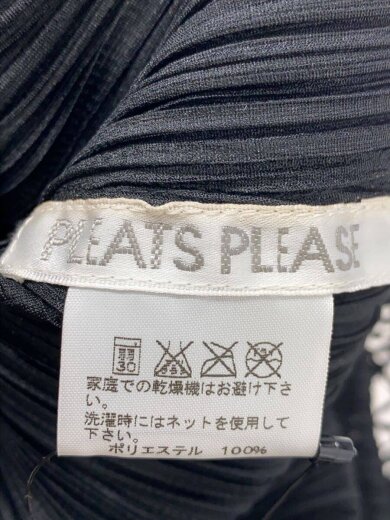 PLEATS PLEASE
弱
30
家庭での乾燥機はお避け下さ
い。
洗濯時にはネットを使用して
下さい。
ポリエステル 100%